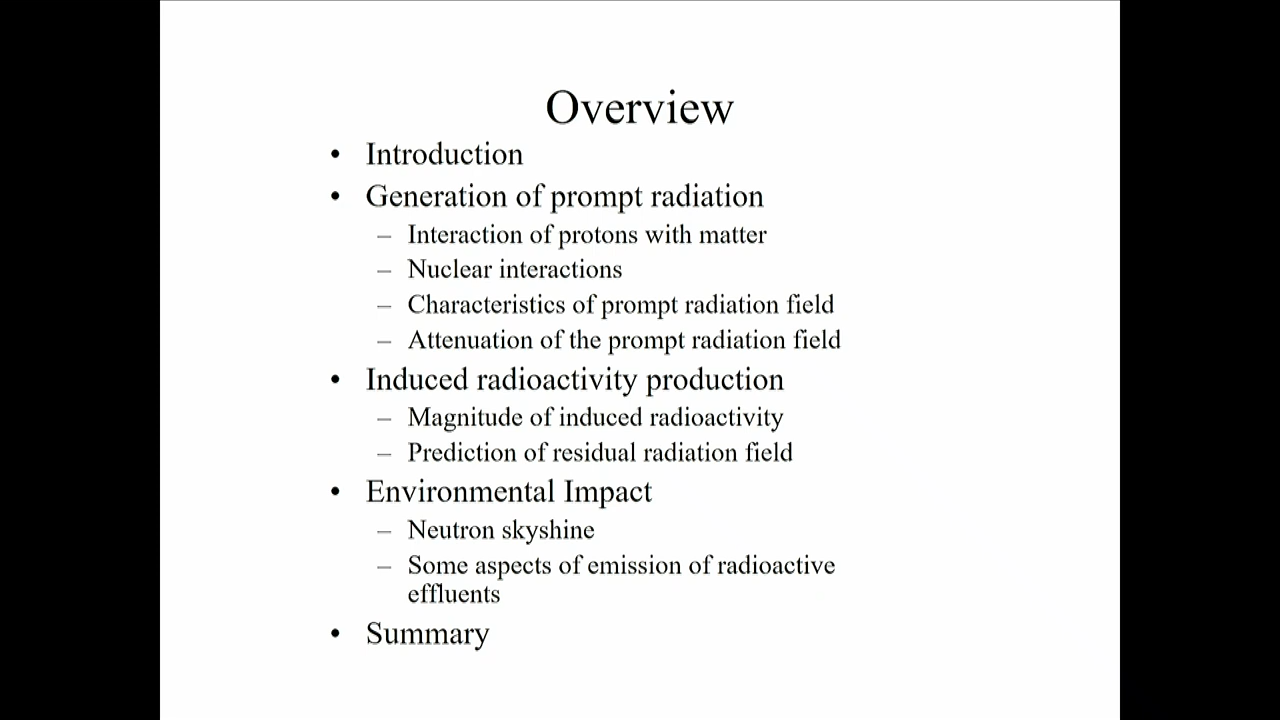 Overview
• Introduction
• Generation of prompt radiation
– Interaction of protons with matter
– Nuclear interactions
– Characteristics of prompt radiation field
– Attenuation of the prompt radiation field
• Induced radioactivity production
– Magnitude of induced radioactivity
– Prediction of residual radiation field
• Environmental Impact
– Neutron skyshine
– Some aspects of emission of radioactive
effluents
• Summary